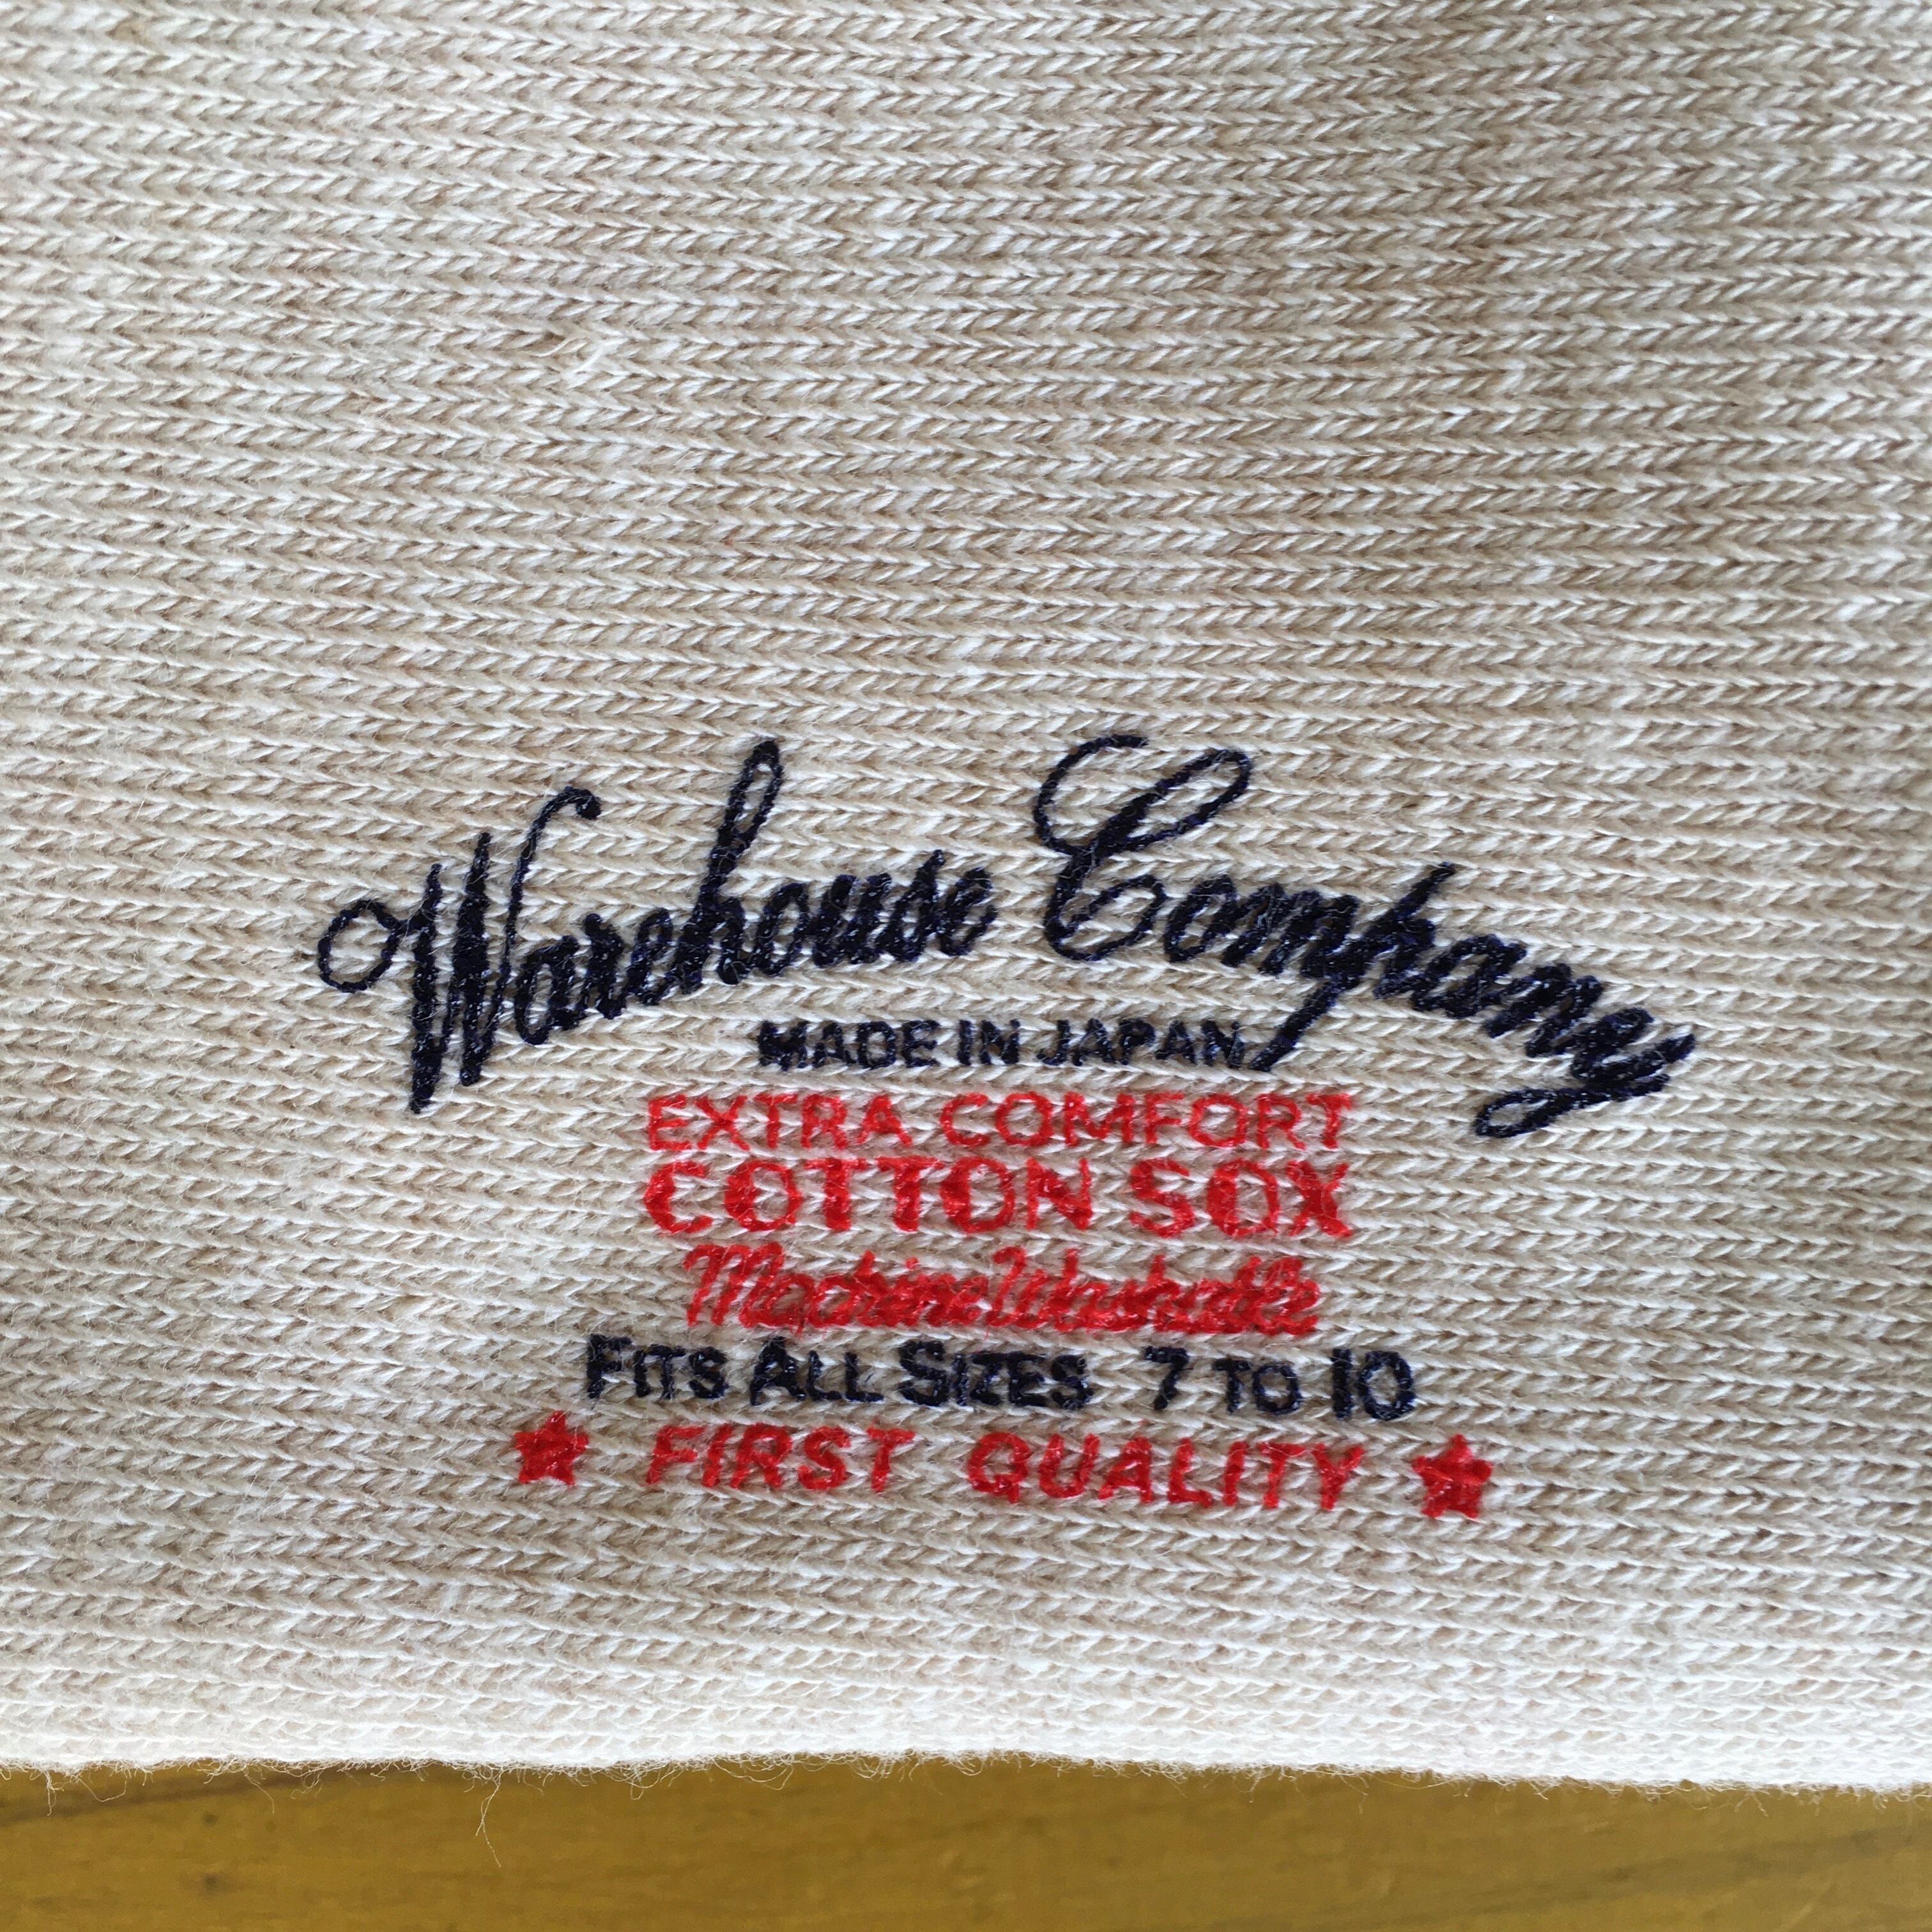 Warehouse Company
MADE IN JAPAN
EXTRA COMFORT
COTTON SOX
Machine Washable
FITS ALL SIZES 7 TO 10
★ FIRST QUALITY ★